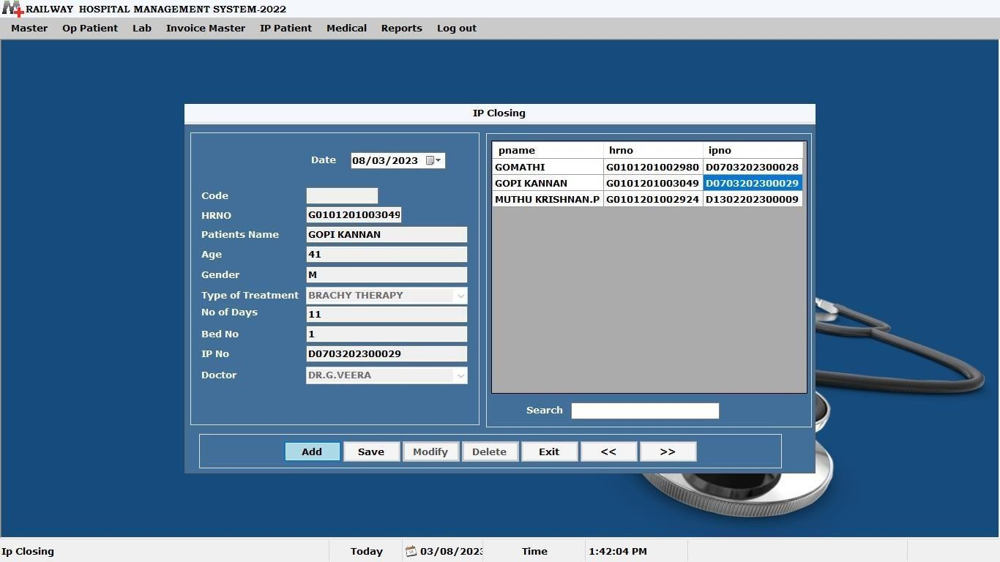 RAILWAY HOSPITAL MANAGEMENT SYSTEM-2022
Master Op Patient Lab Invoice Master IP Patient Medical Reports Log out
IP Closing
Date 08/03/2023
Code
HRNO G0101201003049
Patients Name GOPI KANNAN
Age 41
Gender M
Type of Treatment BRACHY THERAPY
No of Days 11
Bed No 1
IP No D0703202300029
Doctor DR.G.VEERA
pname hrno ipno
GOMATHI G0101201002980 D0703202300028
GOPI KANNAN G0101201003049 D0703202300029
MUTHU KRISHNAN.P G0101201002924 D1302202300009
Search
Add Save Modify Delete Exit << >>
Ip Closing Today 03/08/2023 Time 1:42:04 PM